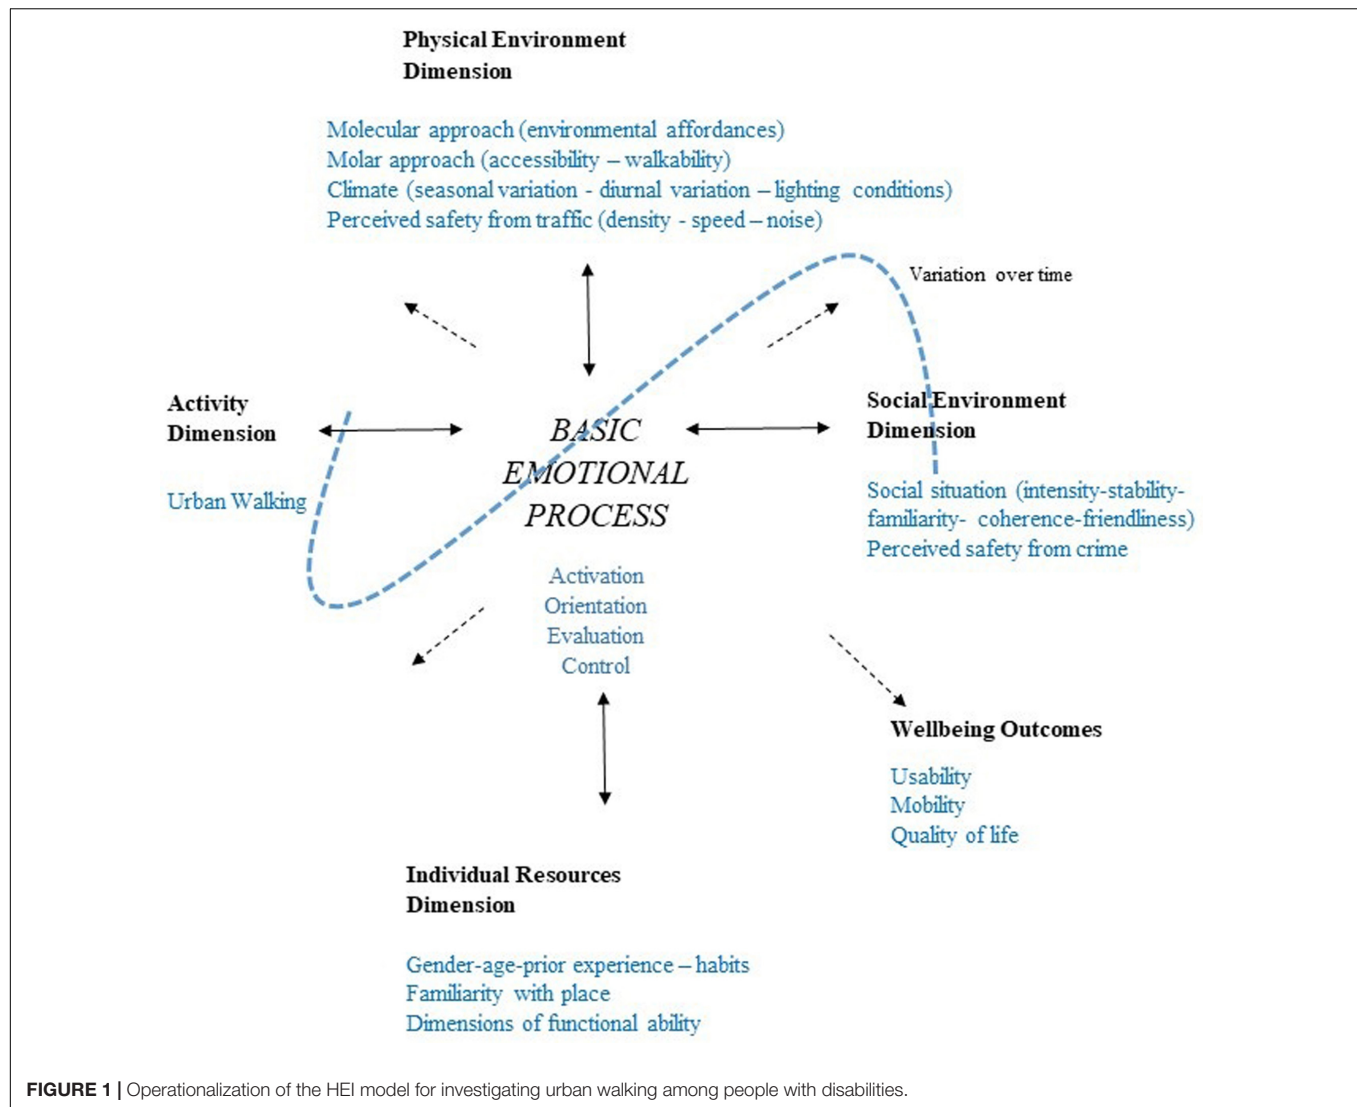 Physical Environment
Dimension
Molecular approach (environmental affordances)
Molar approach (accessibility – walkability)
Climate (seasonal variation - diurnal variation – lighting conditions)
Perceived safety from traffic (density - speed – noise)
Variation over time
Activity
Dimension
Urban Walking
BASIC
EMOTIONAL
PROCESS
Activation
Orientation
Evaluation
Control
Social Environment
Dimension
Social situation (intensity-stability-
familiarity- coherence-friendliness)
Perceived safety from crime
Wellbeing Outcomes
Usability
Mobility
Quality of life
Individual Resources
Dimension
Gender-age-prior experience – habits
Familiarity with place
Dimensions of functional ability
FIGURE 1 | Operationalization of the HEI model for investigating urban walking among people with disabilities.